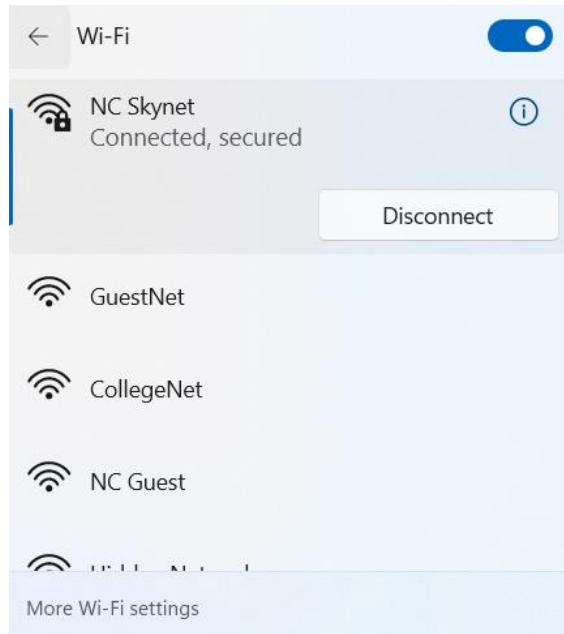 Wi-Fi
NC Skynet
Connected, secured
Disconnect
GuestNet
CollegeNet
NC Guest
More Wi-Fi settings